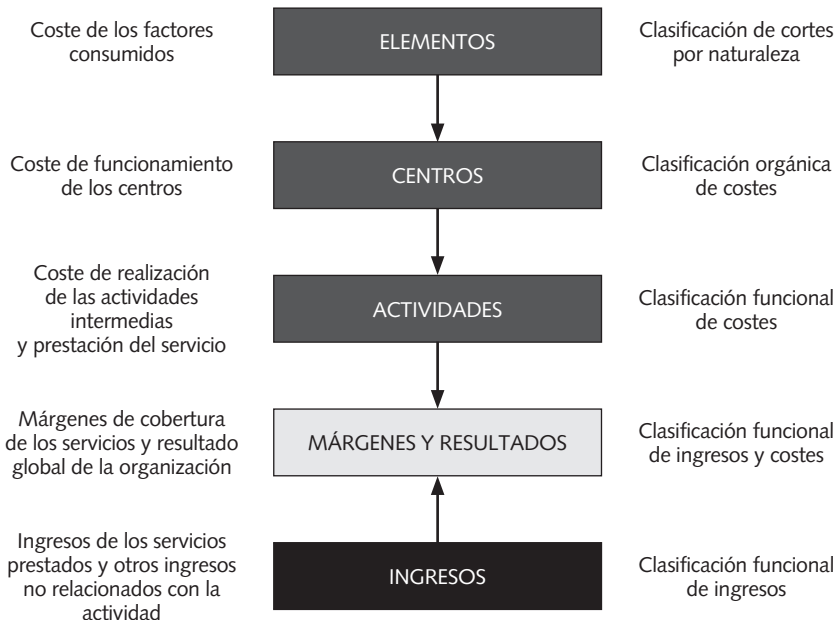 Coste de los factores
consumidos
ELEMENTOS
Clasificación de cortes
por naturaleza
Coste de funcionamiento
de los centros
CENTROS
Clasificación orgánica
de costes
Coste de realización
de las actividades
intermedias
y prestación del servicio
ACTIVIDADES
Clasificación funcional
de costes
Márgenes de cobertura
de los servicios y resultado
global de la organización
MÁRGENES Y RESULTADOS
Clasificación funcional
de ingresos y costes
Ingresos de los servicios
prestados y otros ingresos
no relacionados con la
actividad
INGRESOS
Clasificación funcional
de ingresos